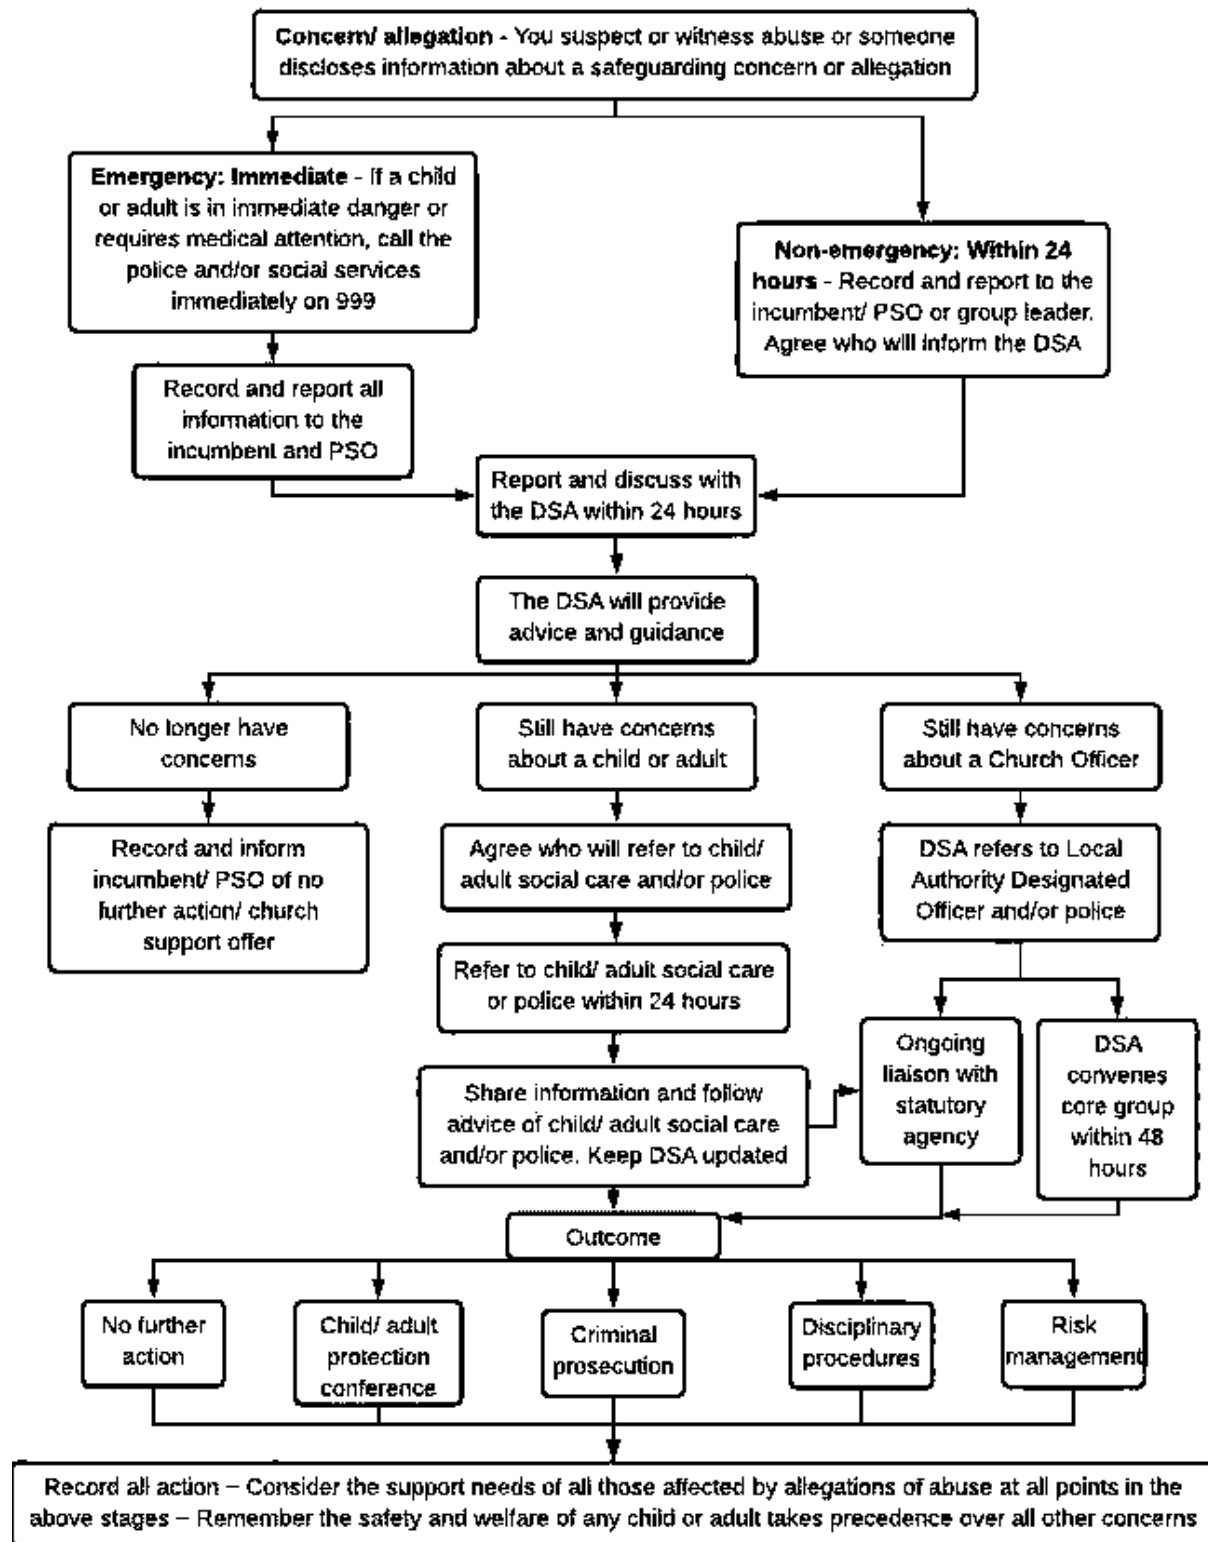 Concern/ allegation - You suspect or witness abuse or someone
discloses information about a safeguarding concern or allegation
Emergency: Immediate - If a child
or adult is in immediate danger or
requires medical attention, call the
police and/or social services
immediately on 999
Non-emergency: Within 24
hours - Record and report to the
incumbent/ PSO or group leader.
Agree who will inform the DSA
Record and report all
information to the
incumbent and PSO
Report and discuss with
the DSA within 24 hours
The DSA will provide
advice and guidance
No longer have
concerns
Still have concerns
about a child or adult
Still have concerns
about a Church Officer
Record and inform
incumbent/ PSO of no
further action/ church
support offer
Agree who will refer to child/
adult social care and/or police
DSA refers to Local
Authority Designated
Officer and/or police
Refer to child/ adult social care
or police within 24 hours
Ongoing
liaison with
statutory
agency
DSA
convenes
core group
within 48
hours
Share information and follow
advice of child/ adult social care
and/or police. Keep DSA updated
Outcome
No further
action
Child/ adult
protection
conference
Criminal
prosecution
Disciplinary
procedures
Risk
management
Record all action – Consider the support needs of all those affected by allegations of abuse at all points in the
above stages – Remember the safety and welfare of any child or adult takes precedence over all other concerns